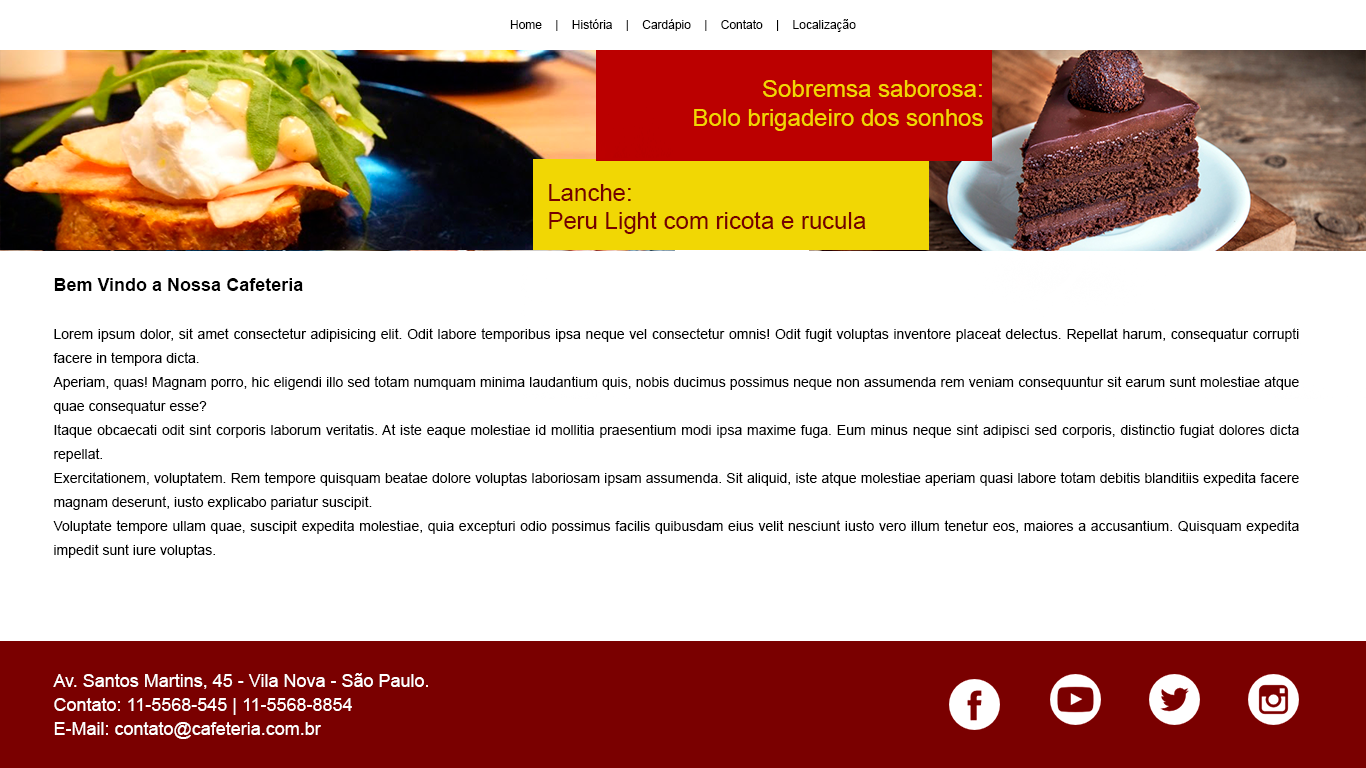 Home | História | Cardápio | Contato | Localização
Sobremsa saborosa:
Bolo brigadeiro dos sonhos
Lanche:
Peru Light com ricota e rucula
Bem Vindo a Nossa Cafeteria
Lorem ipsum dolor, sit amet consectetur adipisicing elit. Odit labore temporibus ipsa neque vel consectetur omnis! Odit fugit voluptas inventore placeat delectus. Repellat harum, consequatur corrupti
facere in tempora dicta.
Aperiam, quas! Magnam porro, hic eligendi illo sed totam numquam minima laudantium quis, nobis ducimus possimus neque non assumenda rem veniam consequuntur sit earum sunt molestiae atque
quae consequatur esse?
Itaque obcaecati odit sint corporis laborum veritatis. At iste eaque molestiae id mollitia praesentium modi ipsa maxime fuga. Eum minus neque sint adipisci sed corporis, distinctio fugiat dolores dicta
repellat.
Exercitationem, voluptatem. Rem tempore quisquam beatae dolore voluptas laboriosam ipsam assumenda. Sit aliquid, iste atque molestiae aperiam quasi labore totam debitis blanditiis expedita facere
magnam deserunt, iusto explicabo pariatur suscipit.
Voluptate tempore ullam quae, suscipit expedita molestiae, quia excepturi odio possimus facilis quibusdam eius velit nesciunt iusto vero illum tenetur eos, maiores a accusantium. Quisquam expedita
impedit sunt iure voluptas.
Av. Santos Martins, 45 - Vila Nova - São Paulo.
Contato: 11-5568-545 | 11-5568-8854
E-Mail: contato@cafeteria.com.br